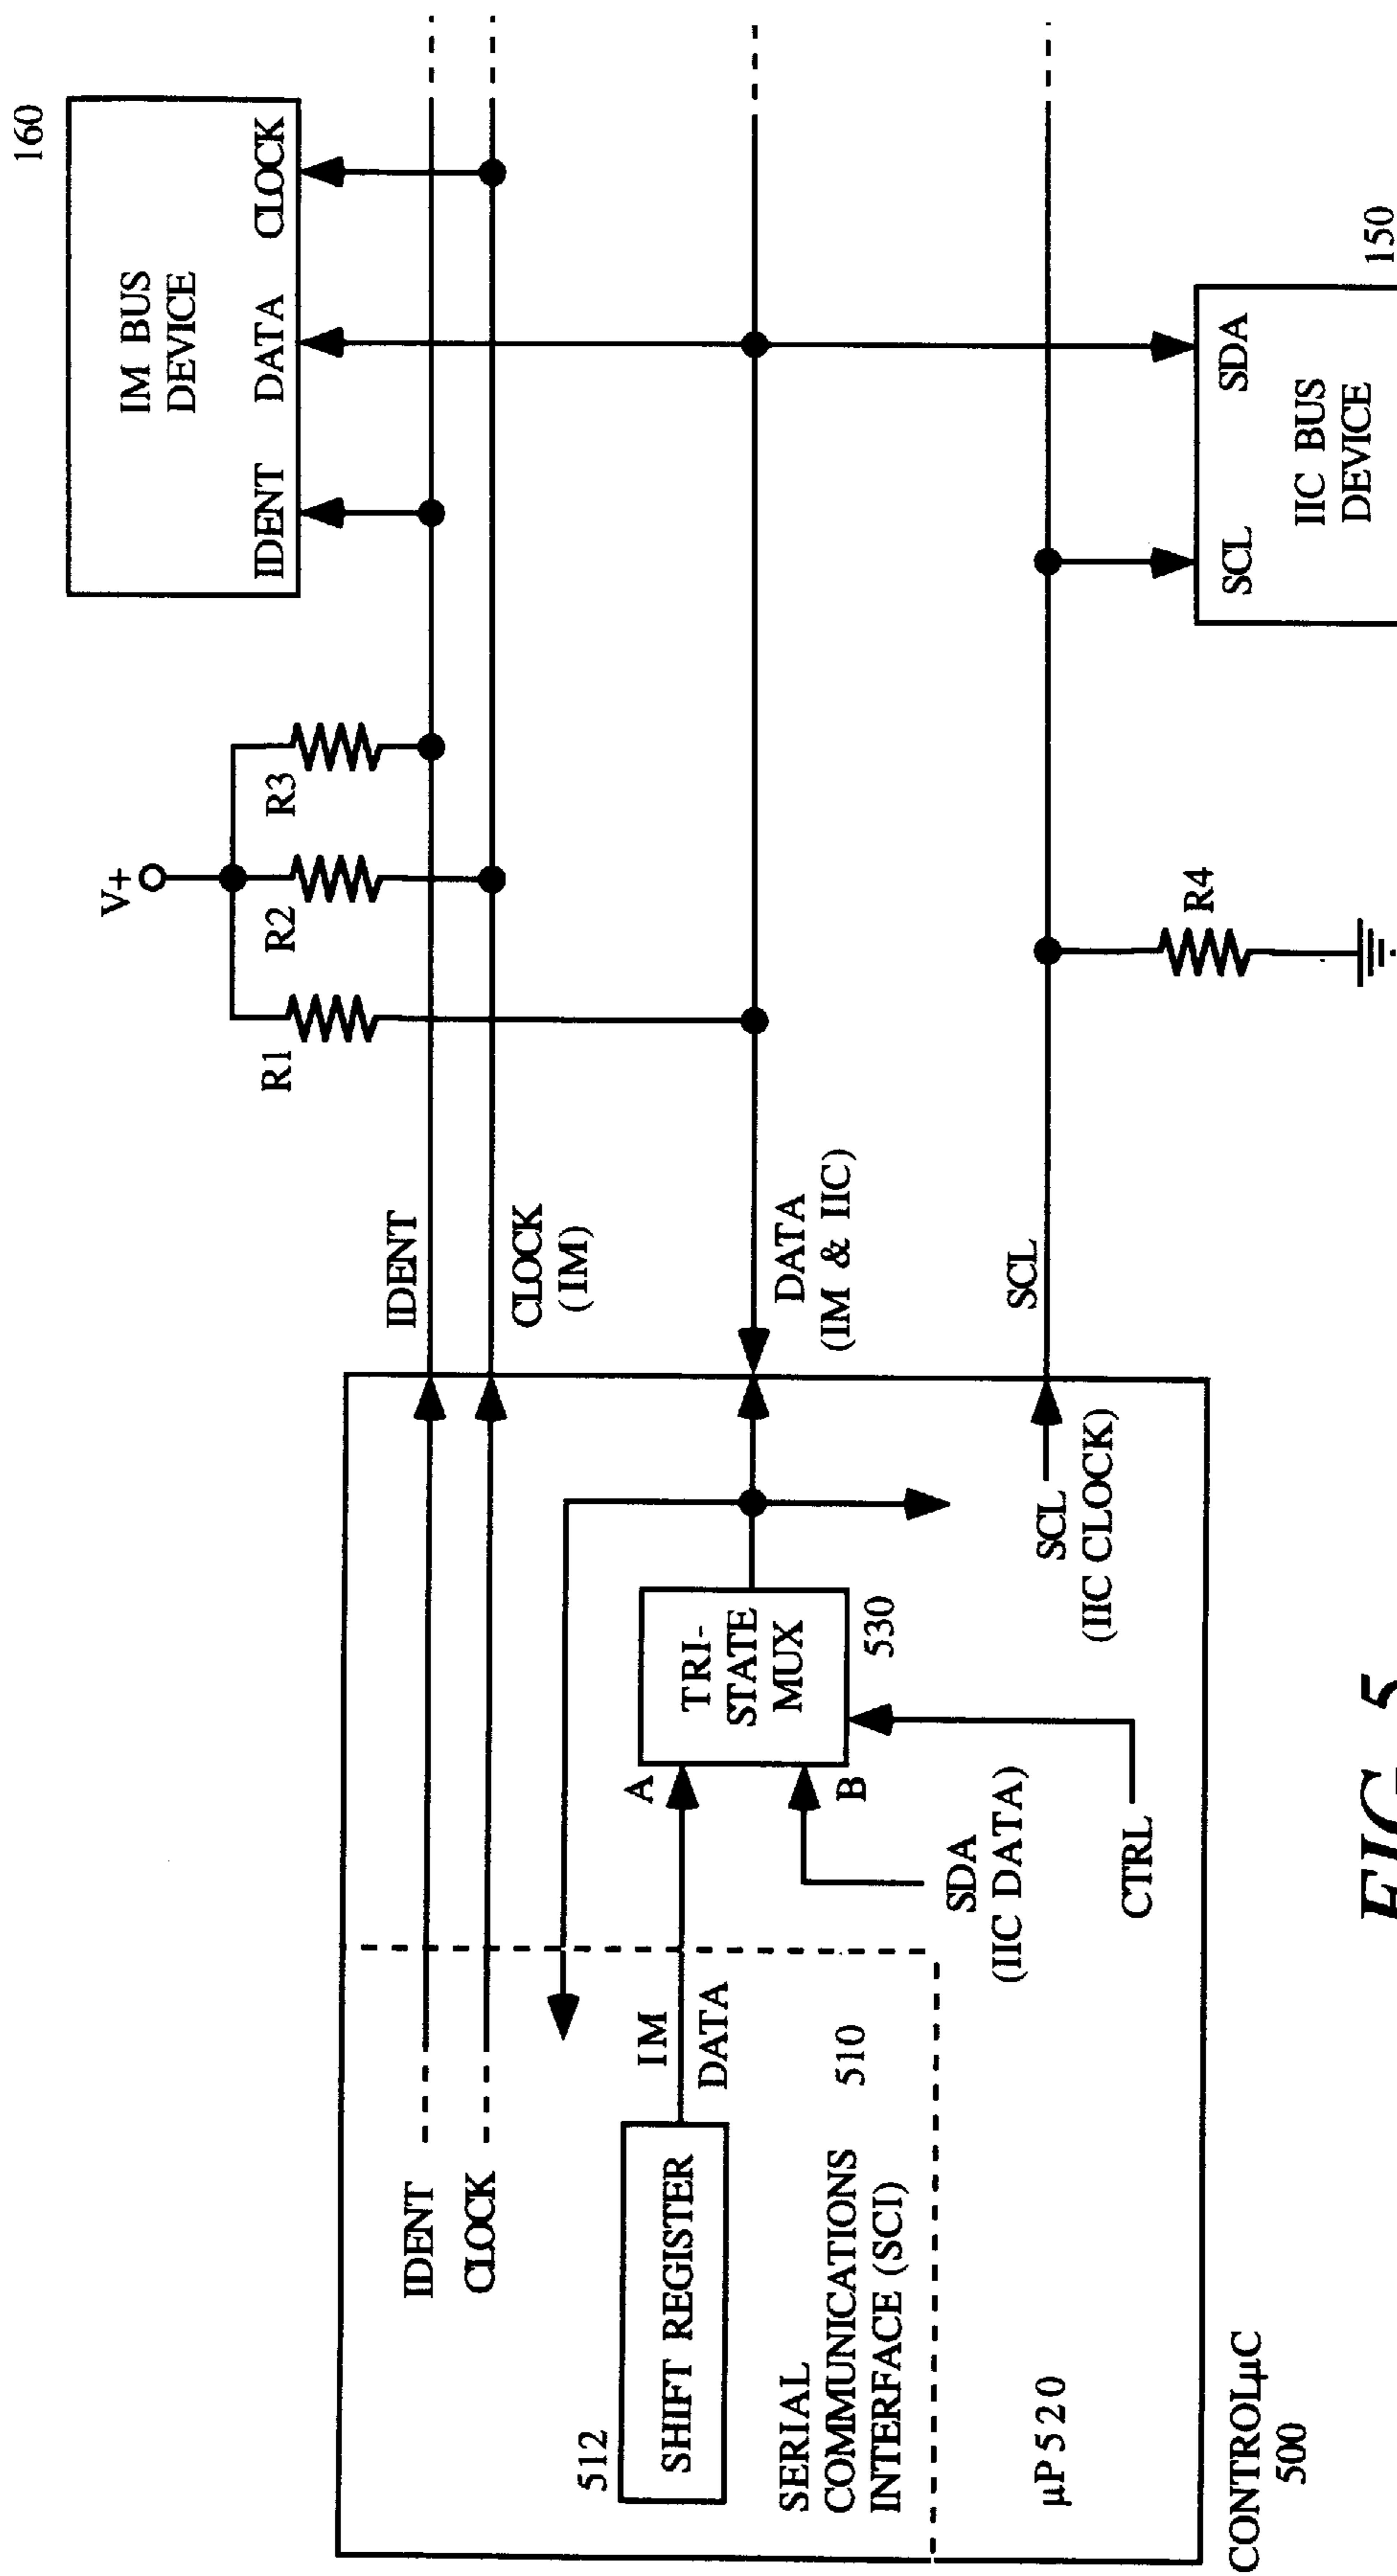 160
IM BUS
DEVICE
IDENT
DATA
CLOCK
V+
R1
R2
R3
IDENT
CLOCK
(IM)
DATA
(IM & IIC)
SCL
R4
SCL
SDA
IIC BUS
DEVICE
150
IDENT
CLOCK
512
SHIFT REGISTER
IM
DATA
SERIAL
COMMUNICATIONS
INTERFACE (SCI)
510
A
B
TRI-
STATE
MUX
530
SDA
(IIC DATA)
CTRL
SCL
(IIC CLOCK)
µP520
CONTROLµC
500
FIG. 5